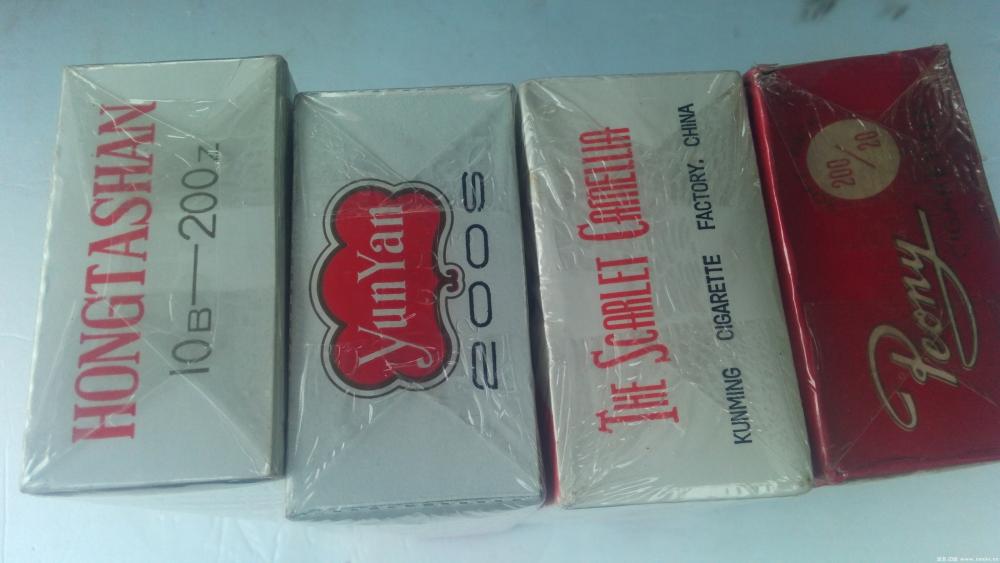 HONGTASHAN
10B—200z
YunYan
200S
THE SCARLET CAMELLIA
KUNMING CIGARETTE FACTORY, CHINA
200/20
Peony